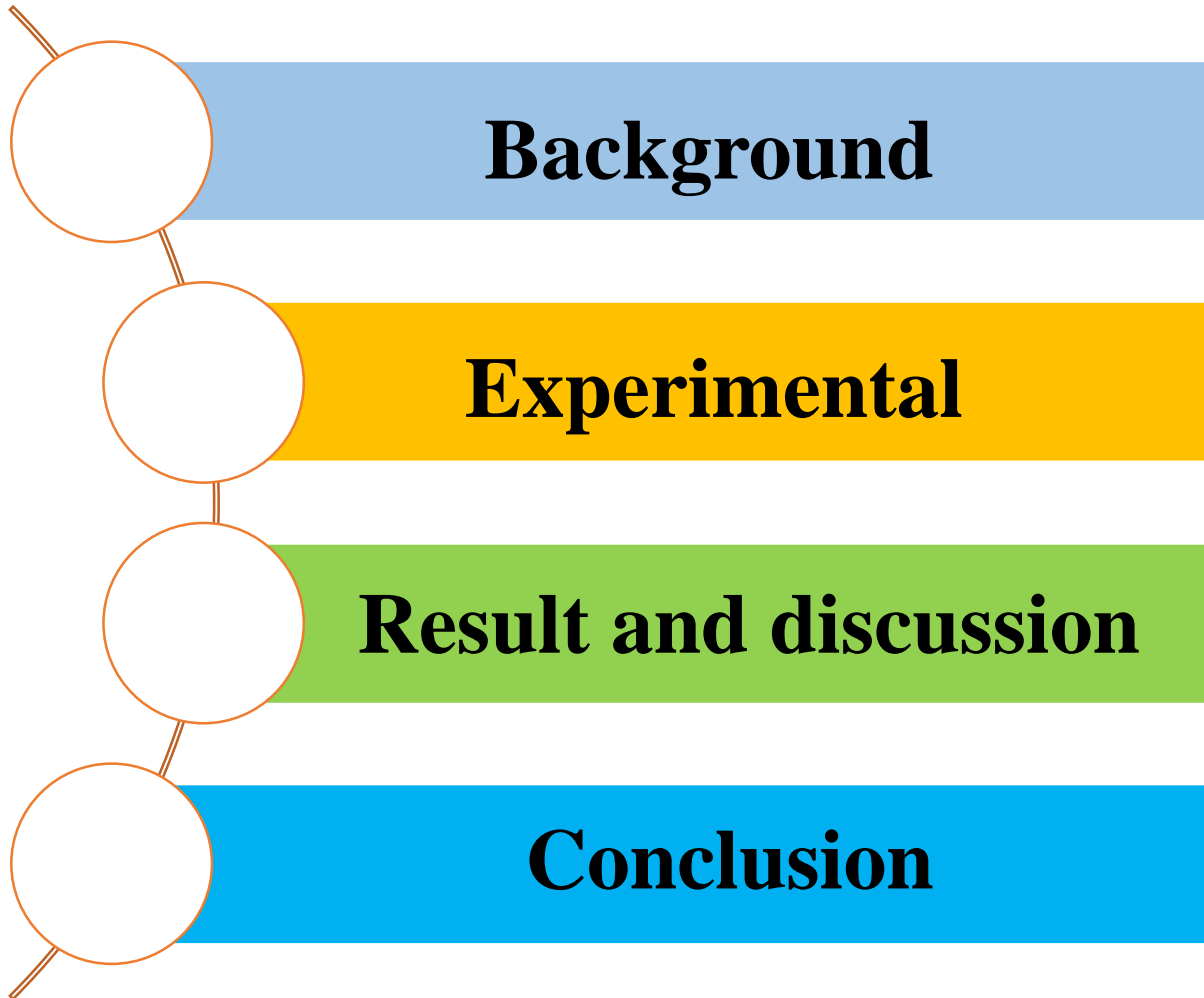 Background
Experimental
Result and discussion
Conclusion